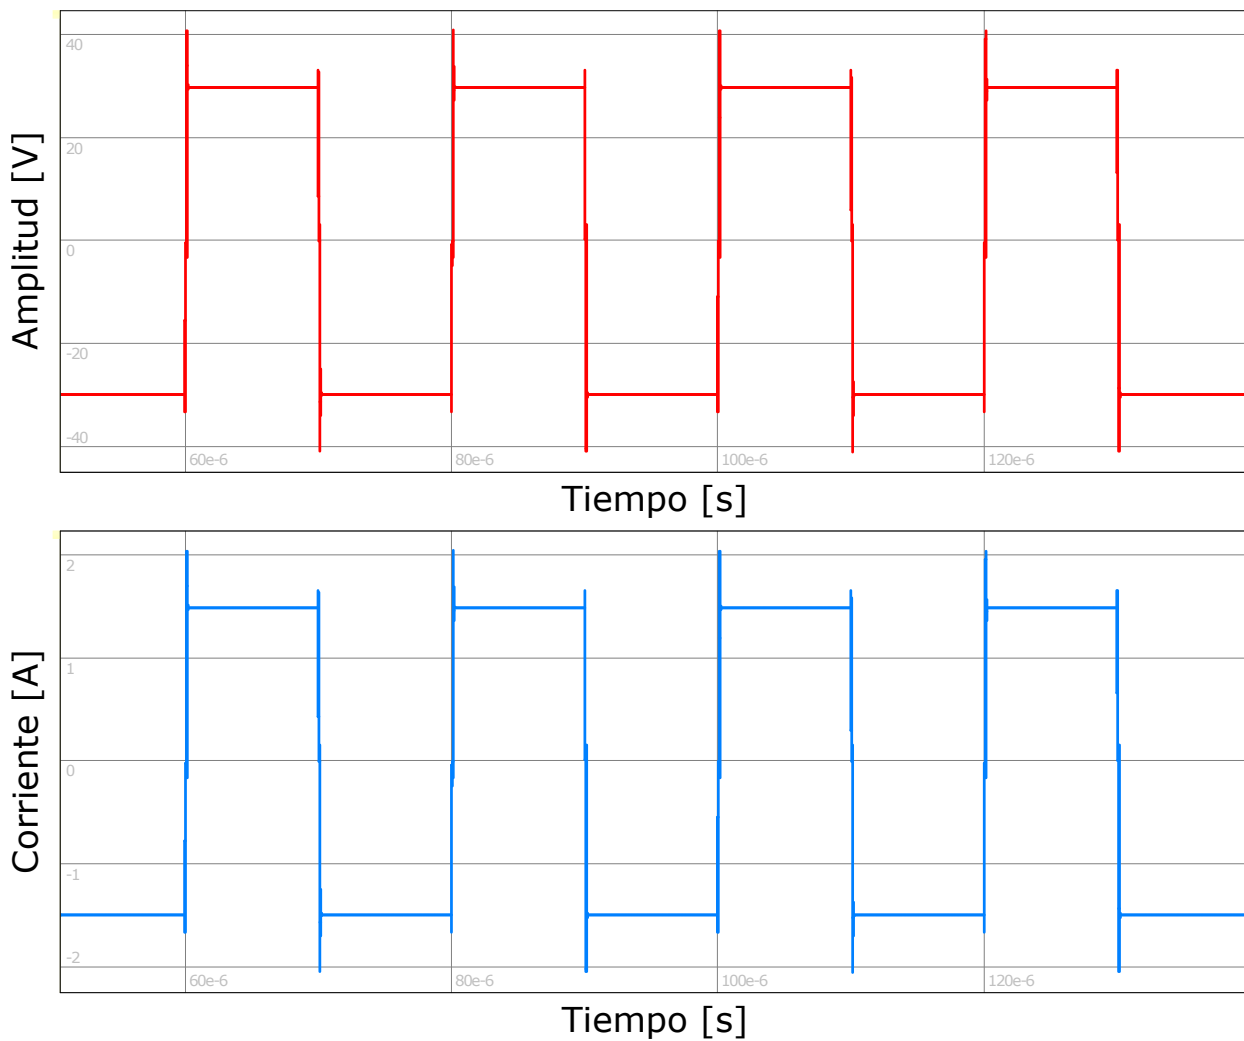 Amplitud [V]
40
20
0
-20
-40
60e-6
80e-6
100e-6
120e-6
Tiempo [s]
Corriente [A]
2
1
0
-1
-2
60e-6
80e-6
100e-6
120e-6
Tiempo [s]